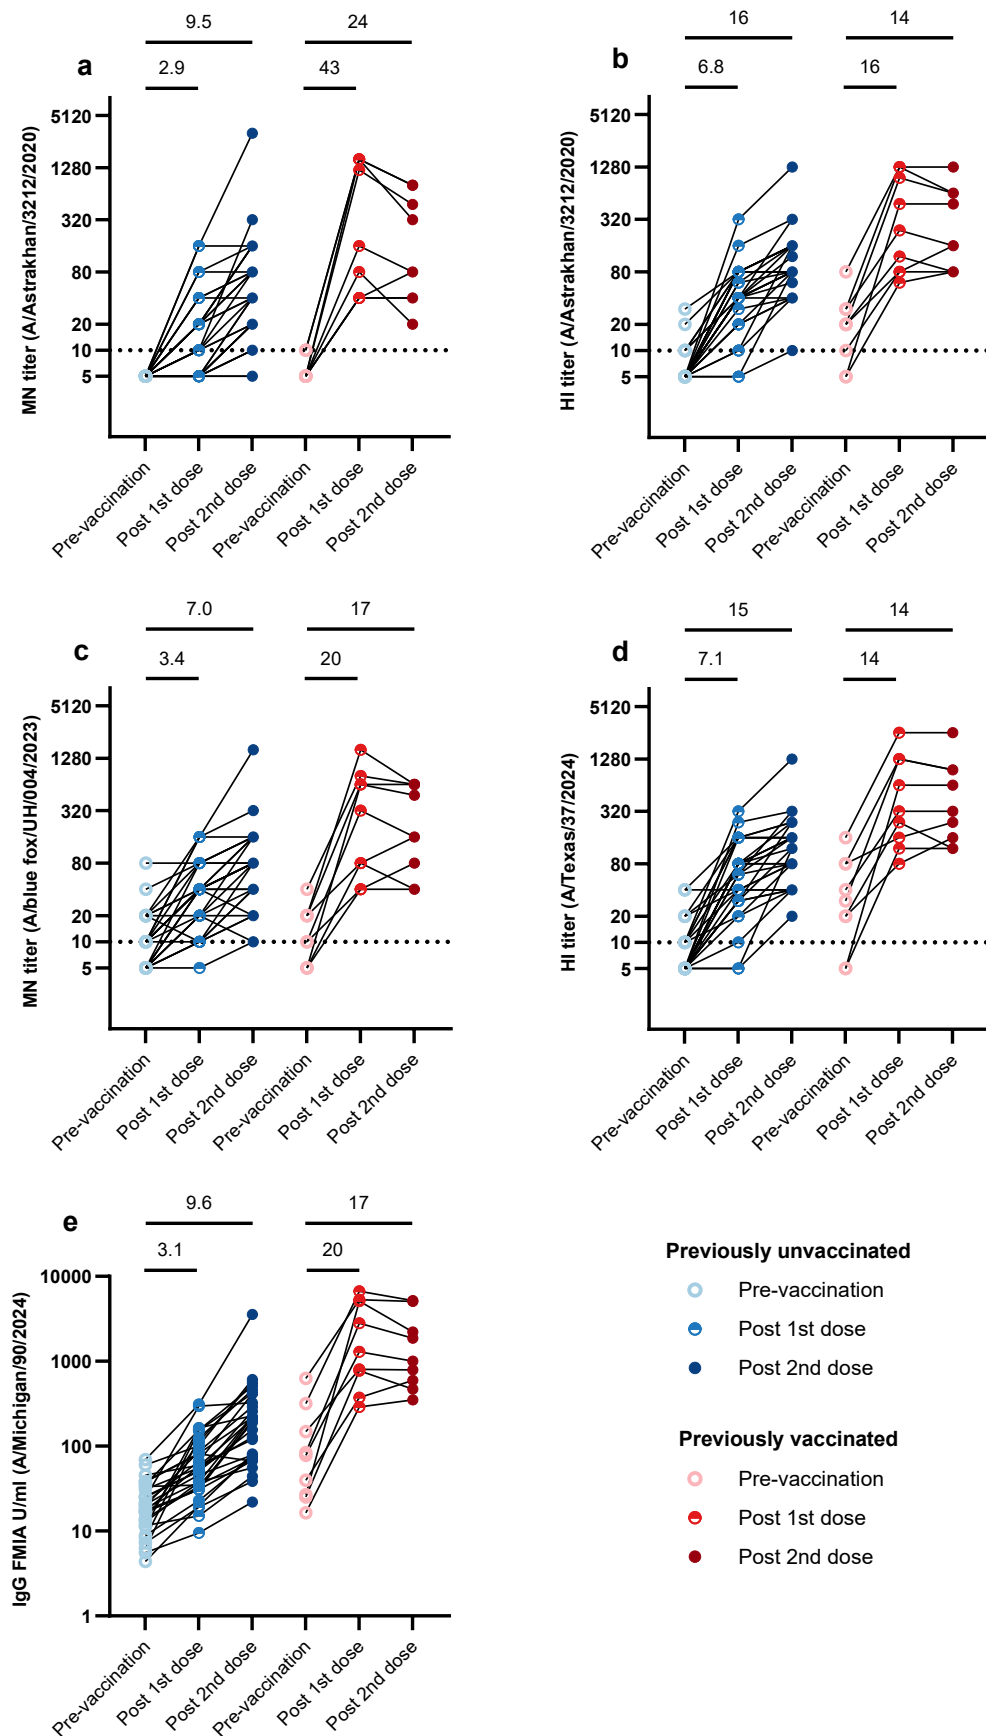 9.5
24
a
2.9
43
MN titer (A/Astrakhan/3212/2020)
5120
1280
320
80
20
10
5
Pre-vaccination
Post 1st dose
Post 2nd dose
Pre-vaccination
Post 1st dose
Post 2nd dose
16
14
b
6.8
16
HI titer (A/Astrakhan/3212/2020)
5120
1280
320
80
20
10
5
Pre-vaccination
Post 1st dose
Post 2nd dose
Pre-vaccination
Post 1st dose
Post 2nd dose
7.0
17
c
3.4
20
MN titer (A/blue fox/UH/004/2023)
5120
1280
320
80
20
10
5
Pre-vaccination
Post 1st dose
Post 2nd dose
Pre-vaccination
Post 1st dose
Post 2nd dose
15
14
d
7.1
14
HI titer (A/Texas/37/2024)
5120
1280
320
80
20
10
5
Pre-vaccination
Post 1st dose
Post 2nd dose
Pre-vaccination
Post 1st dose
Post 2nd dose
9.6
17
e
3.1
20
IgG FMIA U/ml (A/Michigan/90/2024)
10000
1000
100
10
1
Pre-vaccination
Post 1st dose
Post 2nd dose
Pre-vaccination
Post 1st dose
Post 2nd dose
Previously unvaccinated
Pre-vaccination
Post 1st dose
Post 2nd dose
Previously vaccinated
Pre-vaccination
Post 1st dose
Post 2nd dose